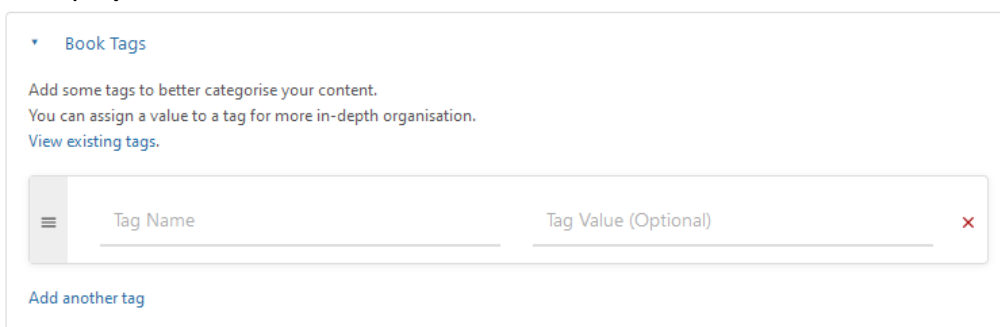 Book Tags
Add some tags to better categorise your content.
You can assign a value to a tag for more in-depth organisation.
View existing tags.
Tag Name Tag Value (Optional)
Add another tag